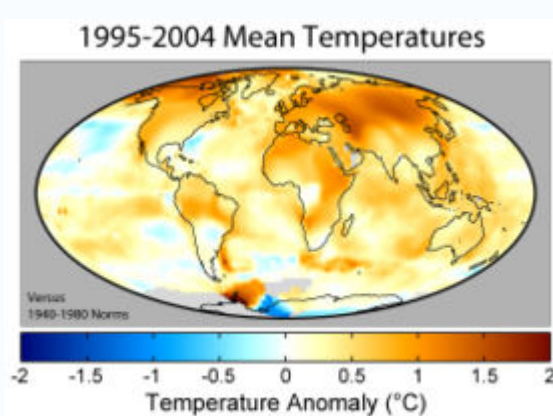 1995-2004 Mean Temperatures
Versus
1940-1980 Norms
-2 -1.5 -1 -0.5 0 0.5 1 1.5 2
Temperature Anomaly (°C)